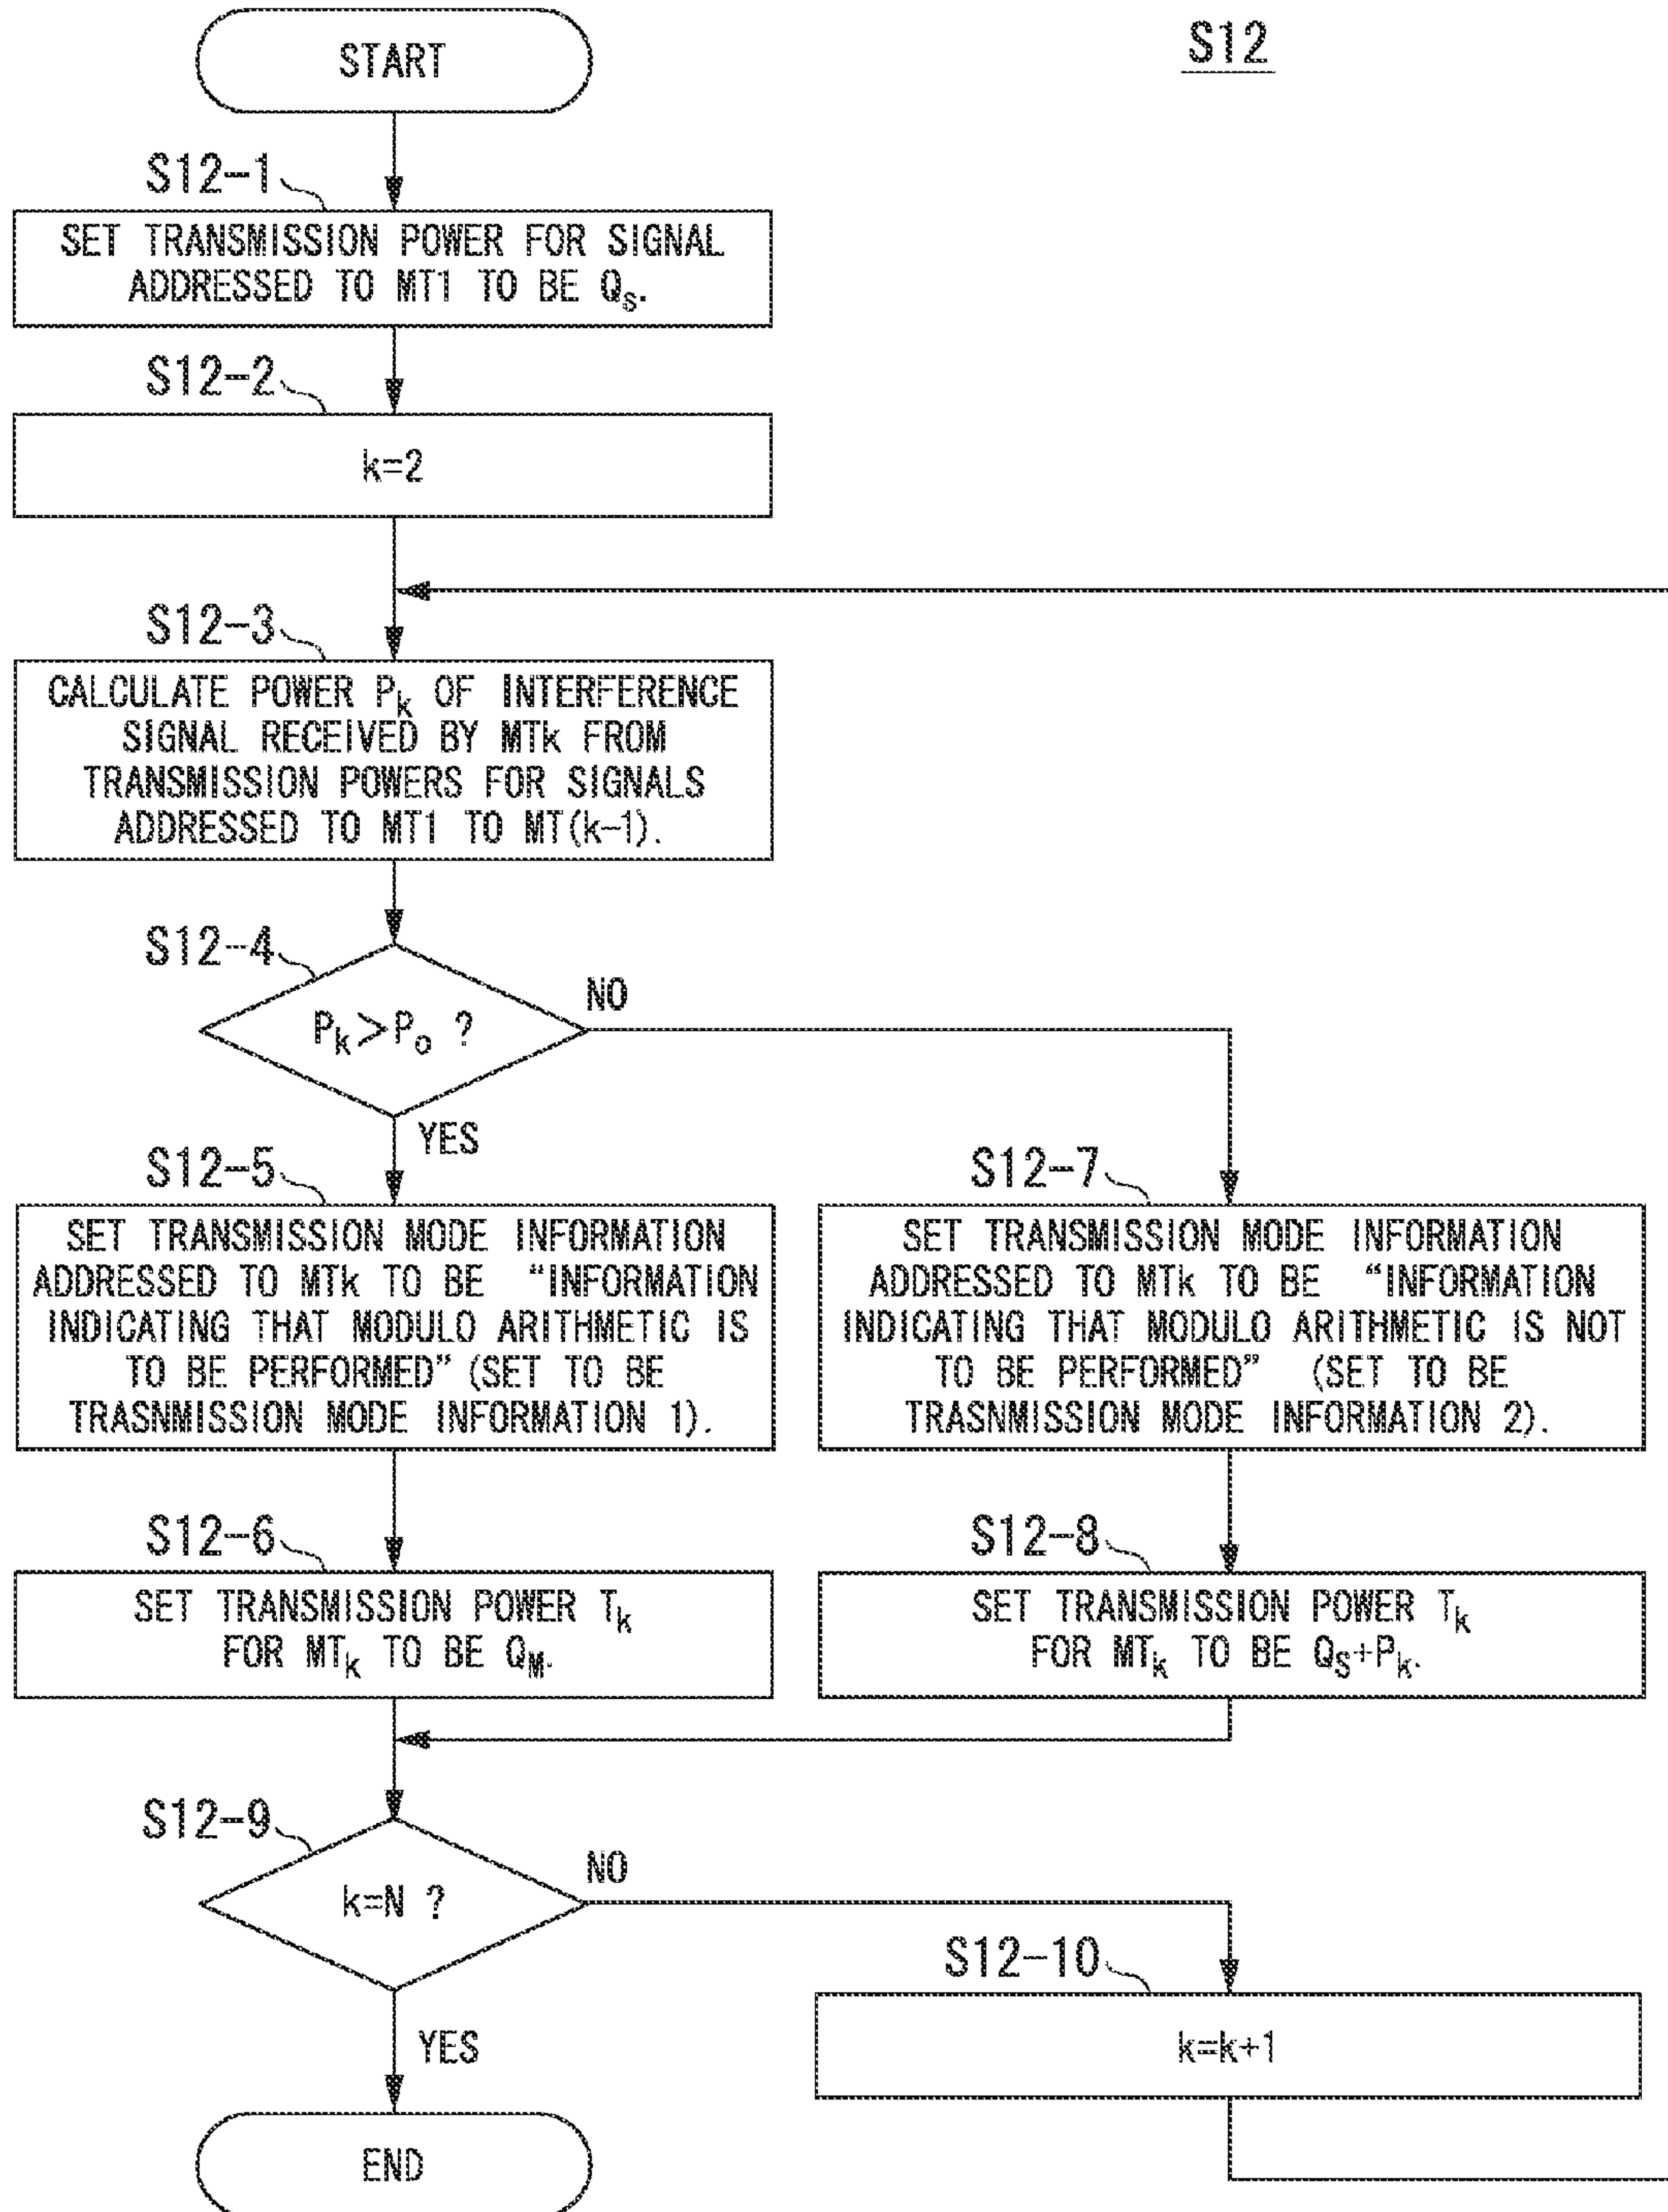 START
S12
S12-1
SET TRANSMISSION POWER FOR SIGNAL
ADDRESSED TO MT1 TO BE Qs.
S12-2
k=2
S12-3
CALCULATE POWER Pk OF INTERFERENCE
SIGNAL RECEIVED BY MTk FROM
TRANSMISSION POWERS FOR SIGNALS
ADDRESSED TO MT1 TO MT(k-1).
S12-4
Pk>Po ?
NO
YES
S12-5
SET TRANSMISSION MODE INFORMATION
ADDRESSED TO MTk TO BE “INFORMATION
INDICATING THAT MODULO ARITHMETIC IS
TO BE PERFORMED” (SET TO BE
TRASNMISSION MODE INFORMATION 1).
S12-7
SET TRANSMISSION MODE INFORMATION
ADDRESSED TO MTk TO BE “INFORMATION
INDICATING THAT MODULO ARITHMETIC IS NOT
TO BE PERFORMED” (SET TO BE
TRASNMISSION MODE INFORMATION 2).
S12-6
SET TRANSMISSION POWER Tk
FOR MTk TO BE QM.
S12-8
SET TRANSMISSION POWER Tk
FOR MTk TO BE QS+Pk.
S12-9
k=N ?
NO
YES
S12-10
k=k+1
END